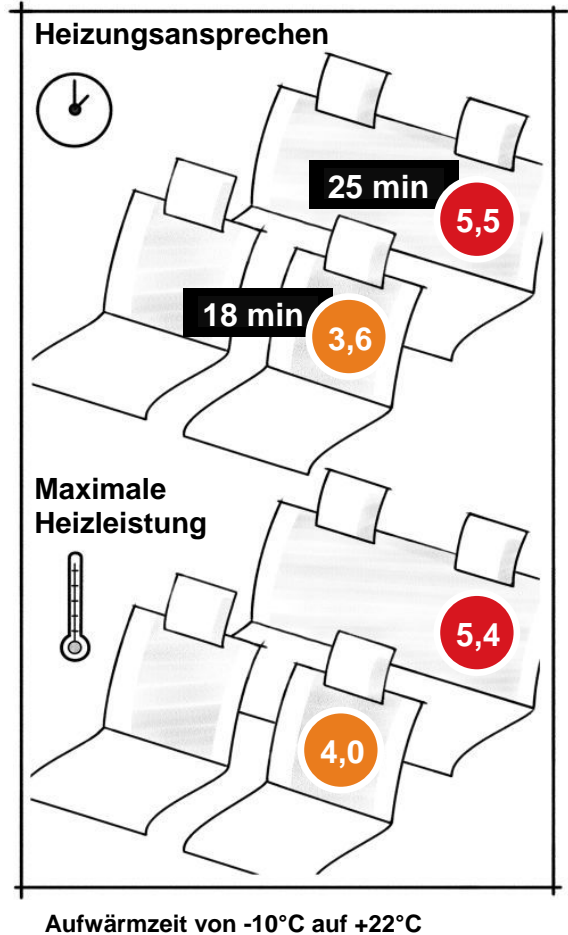 Heizungsansprechen
25 min
5,5
18 min
3,6
Maximale
Heizleistung
5,4
4,0
Aufwärmzeit von -10°C auf +22°C